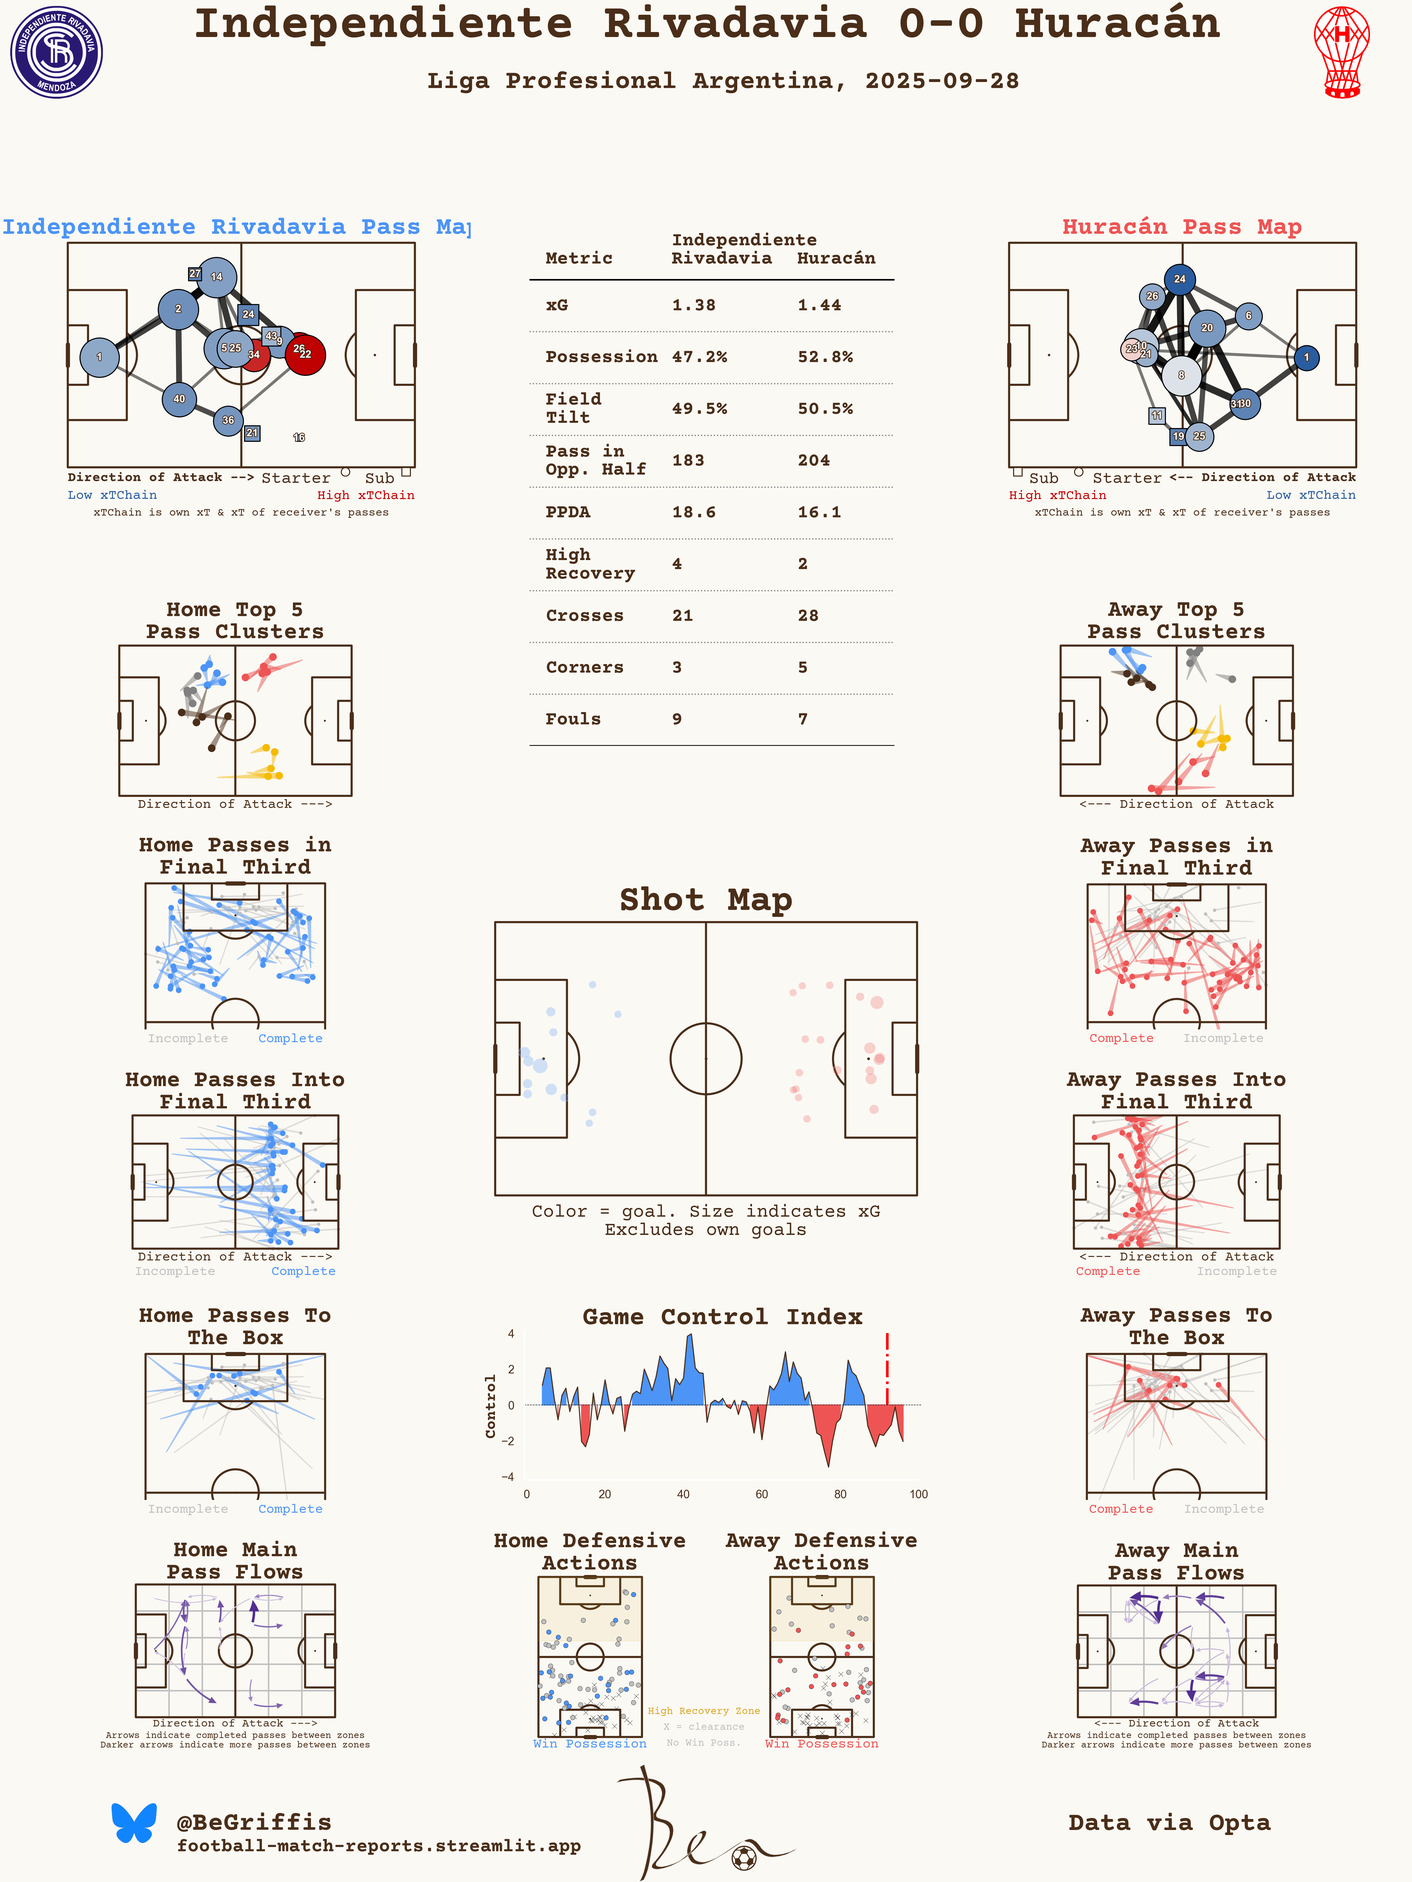 Independiente Rivadavia 0-0 Huracán
Liga Profesional Argentina, 2025-09-28
INDEPENDIENTE RIVADAVIA
MENDOZA
H
Independiente Rivadavia Pass Map
27
14
2
24
1
5
25
34
43
9
26
22
40
36
21
16
Direction of Attack --> Starter Sub
Low xTChain High xTChain
xTChain is own xT & xT of receiver's passes
Metric Independiente Rivadavia Huracán
xG 1.38 1.44
Possession 47.2% 52.8%
Field Tilt 49.5% 50.5%
Pass in Opp. Half 183 204
PPDA 18.6 16.1
High Recovery 4 2
Crosses 21 28
Corners 3 5
Fouls 9 7
Huracán Pass Map
24
26
6
20
23
21
1
8
31
30
11
19
25
Sub Starter <-- Direction of Attack
High xTChain Low xTChain
xTChain is own xT & xT of receiver's passes
Home Top 5
Pass Clusters
Direction of Attack --->
Away Top 5
Pass Clusters
<--- Direction of Attack
Home Passes in
Final Third
Incomplete Complete
Away Passes in
Final Third
Complete Incomplete
Shot Map
Color = goal. Size indicates xG
Excludes own goals
Home Passes Into
Final Third
Direction of Attack --->
Incomplete Complete
Away Passes Into
Final Third
<--- Direction of Attack
Complete Incomplete
Home Passes To
The Box
Incomplete Complete
Game Control Index
Control
4
2
0
−2
−4
0 20 40 60 80 100
Away Passes To
The Box
Complete Incomplete
Home Main
Pass Flows
Direction of Attack --->
Arrows indicate completed passes between zones
Darker arrows indicate more passes between zones
Home Defensive
Actions
Win Possession
High Recovery Zone
X = clearance
No Win Poss.
Away Defensive
Actions
Win Possession
Away Main
Pass Flows
<--- Direction of Attack
Arrows indicate completed passes between zones
Darker arrows indicate more passes between zones
@BeGriffis
football-match-reports.streamlit.app
Ben
Data via Opta